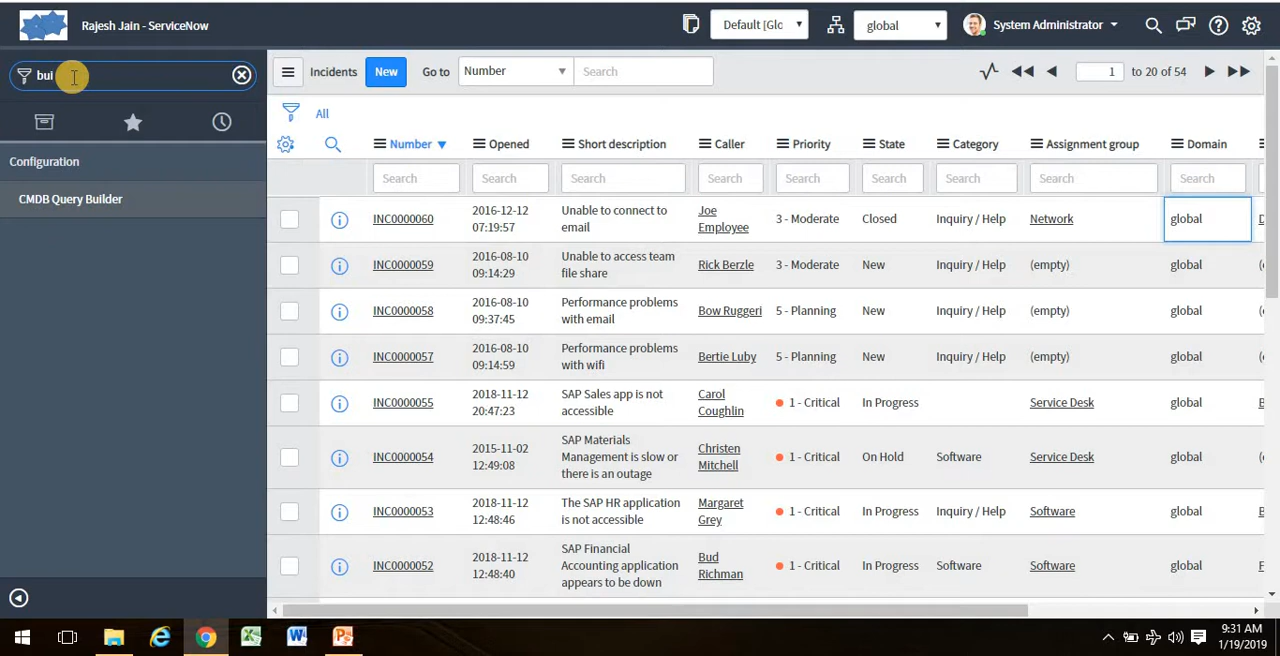 Rajesh Jain - ServiceNow
Default [Glc
global
System Administrator
bui
Configuration
CMDB Query Builder
Incidents New Go to Number Search 1 to 20 of 54
All
Number Opened Short description Caller Priority State Category Assignment group Domain
Search Search Search Search Search Search Search Search Search
INC0000060 2016-12-12 07:19:57 Unable to connect to email Joe Employee 3 - Moderate Closed Inquiry / Help Network global
INC0000059 2016-08-10 09:14:29 Unable to access team file share Rick Berzle 3 - Moderate New Inquiry / Help (empty) global
INC0000058 2016-08-10 09:37:45 Performance problems with email Bow Ruggeri 5 - Planning New Inquiry / Help (empty) global
INC0000057 2016-08-10 09:14:59 Performance problems with wifi Bertie Luby 5 - Planning New Inquiry / Help (empty) global
INC0000055 2018-11-12 20:47:23 SAP Sales app is not accessible Carol Coughlin 1 - Critical In Progress Service Desk global
INC0000054 2015-11-02 12:49:08 SAP Materials Management is slow or there is an outage Christen Mitchell 1 - Critical On Hold Software Service Desk global
INC0000053 2018-11-12 12:48:46 The SAP HR application is not accessible Margaret Grey 1 - Critical In Progress Inquiry / Help Software global
INC0000052 2018-11-12 12:48:40 SAP Financial Accounting application appears to be down Bud Richman 1 - Critical In Progress Software Software global
9:31 AM
1/19/2019